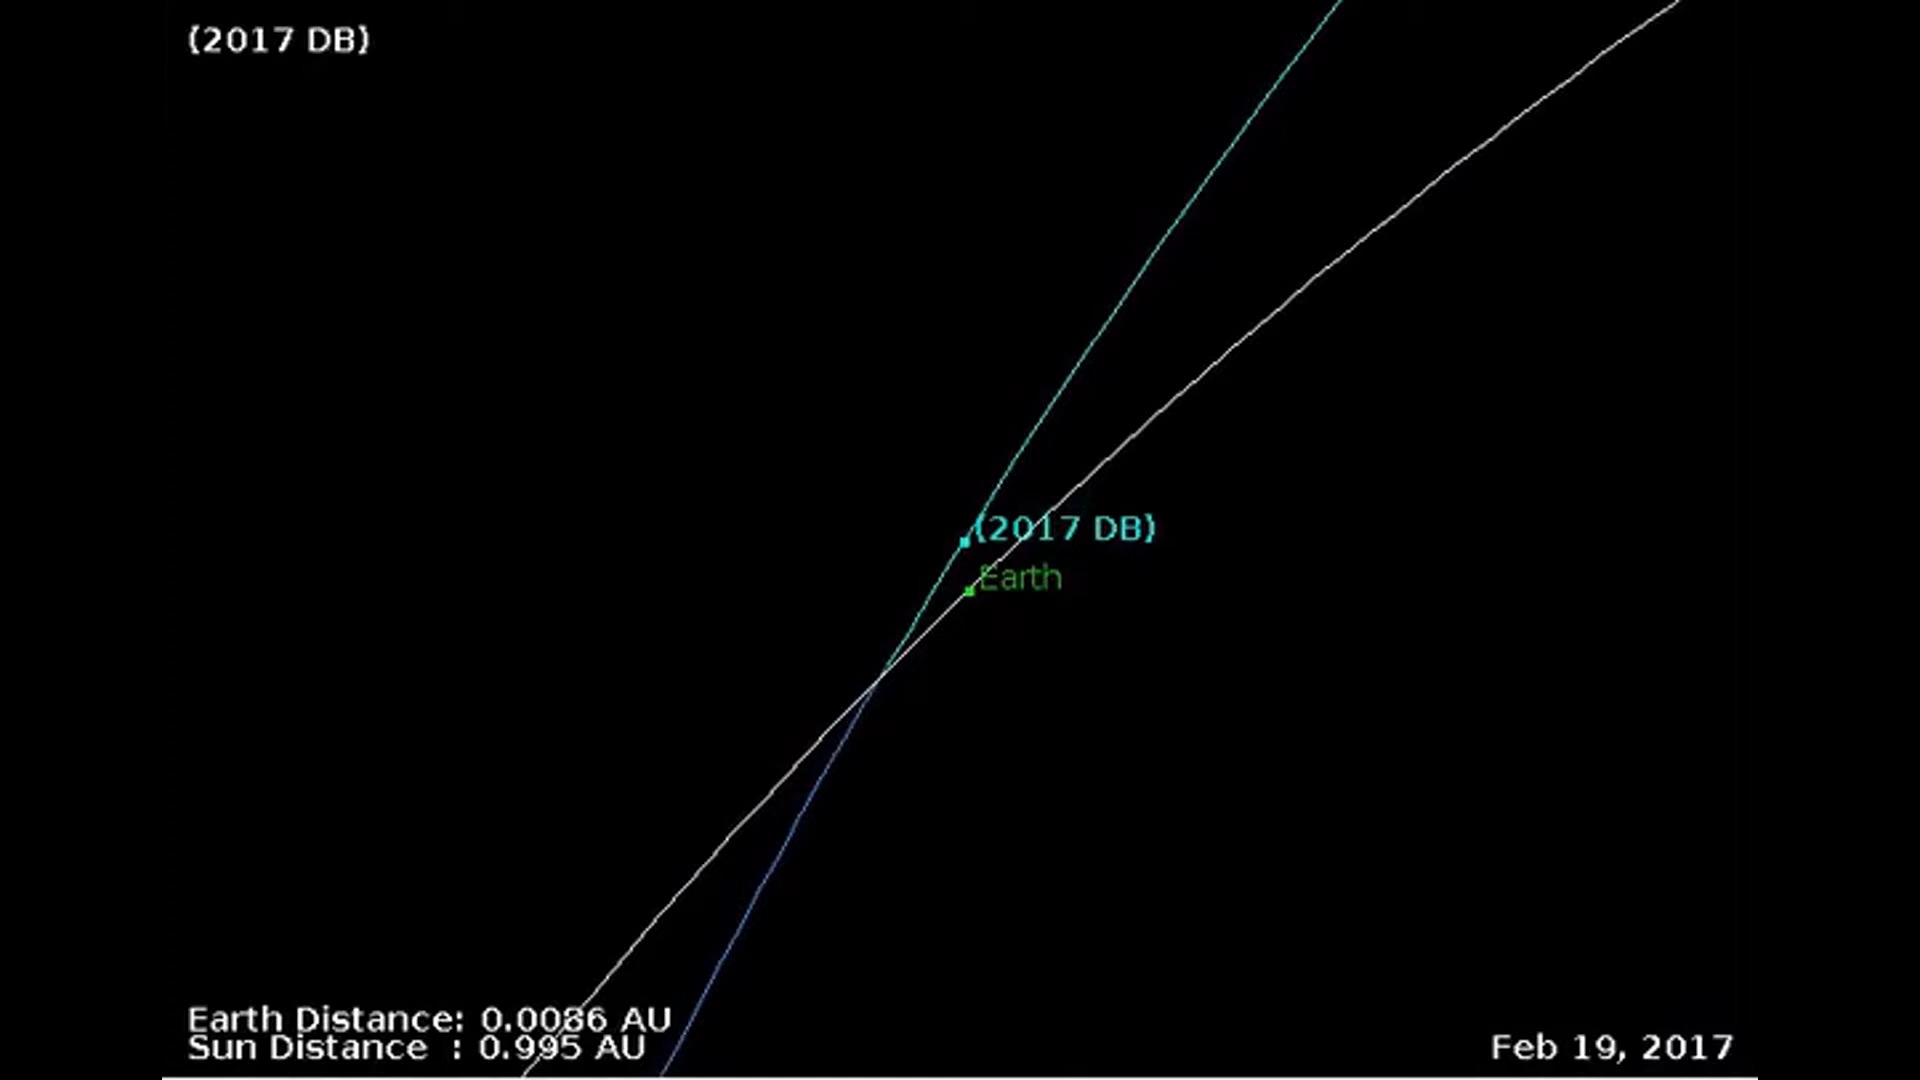 (2017 DB)
(2017 DB)
Earth
Earth Distance: 0.0086 AU
Sun Distance : 0.995 AU
Feb 19, 2017